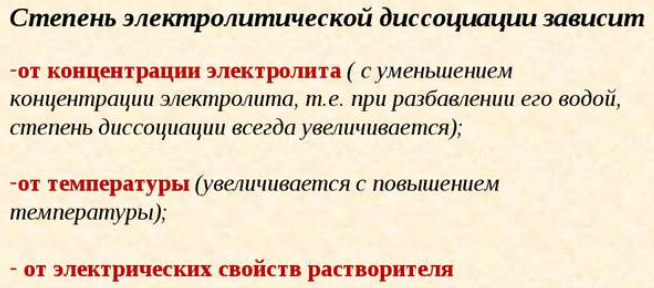 Степень электролитической диссоциации зависит
-от концентрации электролита ( с уменьшением
концентрации электролита, т.е. при разбавлении его водой,
степень диссоциации всегда увеличивается);
-от температуры (увеличивается с повышением
температуры);
- от электрических свойств растворителя